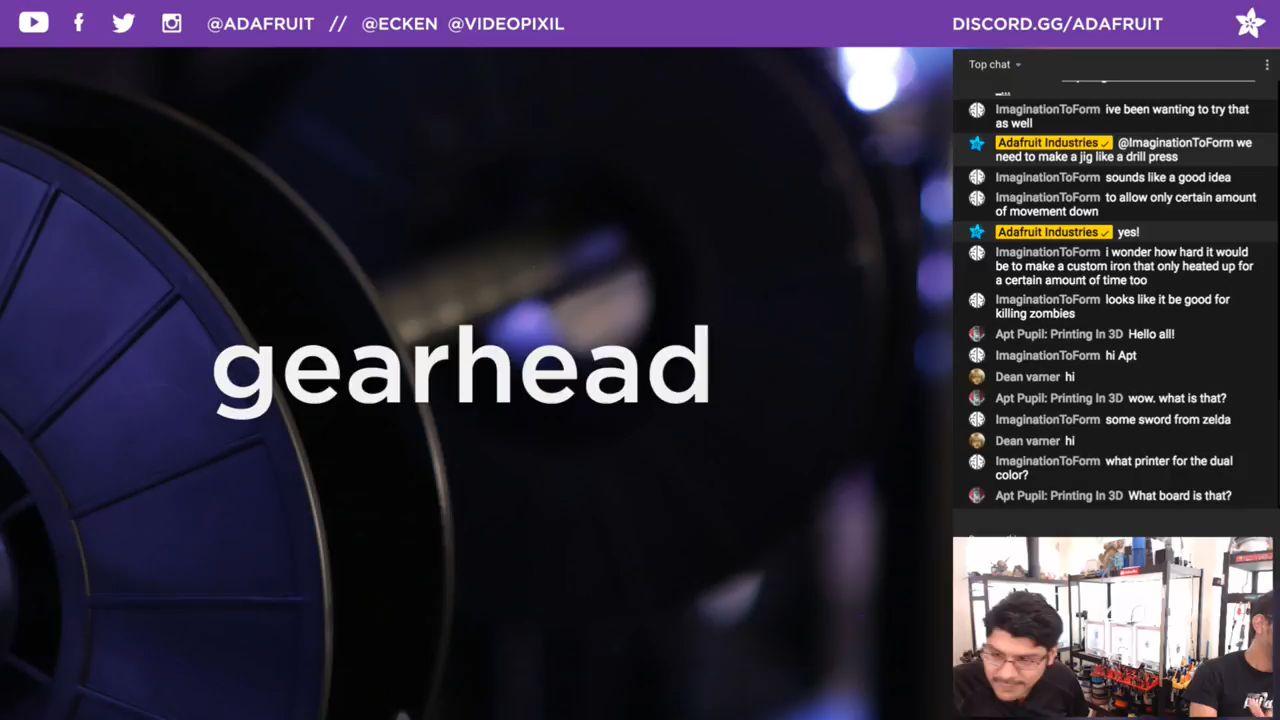 @ADAFRUIT // @ECKEN @VIDEOPIXIL
DISCORD.GG/ADAFRUIT
Top chat
ImaginationToForm ive been wanting to try that
as well
Adafruit Industries @ImaginationToForm we
need to make a jig like a drill press
ImaginationToForm sounds like a good idea
ImaginationToForm to allow only certain amount
of movement down
Adafruit Industries yes!
ImaginationToForm i wonder how hard it would
be to make a custom iron that only heated up for
a certain amount of time too
ImaginationToForm looks like it be good for
killing zombies
Apt Pupil: Printing In 3D Hello all!
ImaginationToForm hi Apt
Dean varner hi
Apt Pupil: Printing In 3D wow. what is that?
ImaginationToForm some sword from zelda
Dean varner hi
ImaginationToForm what printer for the dual
color?
Apt Pupil: Printing In 3D What board is that?
gearhead